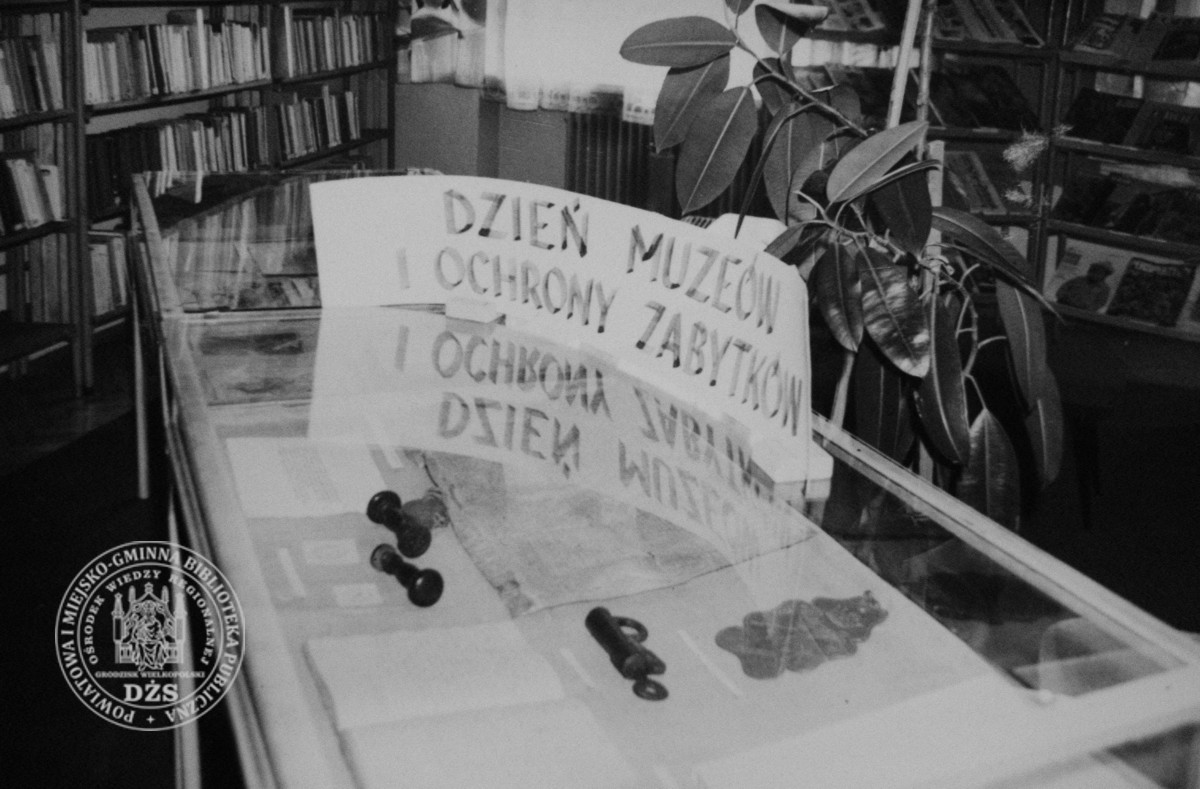 DZIEŃ MUZEÓW
I OCHRONY ZABYTKÓW
POWIATOWA I MIEJSKO-GMINNA BIBLIOTEKA PUBLICZNA
OŚRODEK WIEDZY REGIONALNEJ
GRODZISK WIELKOPOLSKI
DŻS